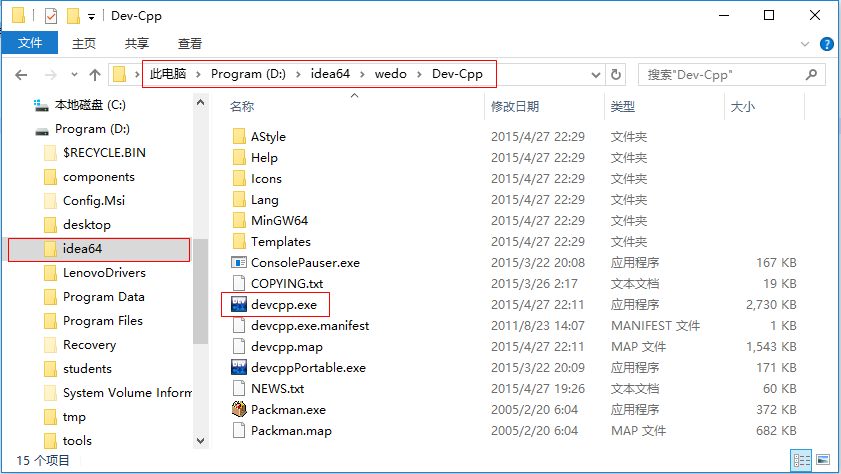 Dev-Cpp
文件 主页 共享 查看
此电脑 Program (D:) idea64 wedo Dev-Cpp 搜索"Dev-Cpp"
本地磁盘 (C:)
Program (D:)
$RECYCLE.BIN
components
Config.Msi
desktop
idea64
LenovoDrivers
Program Data
Program Files
Recovery
students
System Volume Inform
tmp
tools
名称 修改日期 类型 大小
AStyle 2015/4/27 22:29 文件夹
Help 2015/4/27 22:29 文件夹
Icons 2015/4/27 22:29 文件夹
Lang 2015/4/27 22:29 文件夹
MinGW64 2015/4/27 22:29 文件夹
Templates 2015/4/27 22:29 文件夹
ConsolePauser.exe 2015/3/22 20:08 应用程序 167 KB
COPYING.txt 2015/3/26 2:17 文本文档 19 KB
devcpp.exe 2015/4/27 22:11 应用程序 2,730 KB
devcpp.exe.manifest 2011/8/23 14:07 MANIFEST 文件 1 KB
devcpp.map 2015/4/27 22:11 MAP 文件 1,543 KB
devcppPortable.exe 2015/3/22 20:09 应用程序 171 KB
NEWS.txt 2015/4/27 19:26 文本文档 60 KB
Packman.exe 2005/2/20 6:04 应用程序 372 KB
Packman.map 2005/2/20 6:04 MAP 文件 682 KB
15 个项目